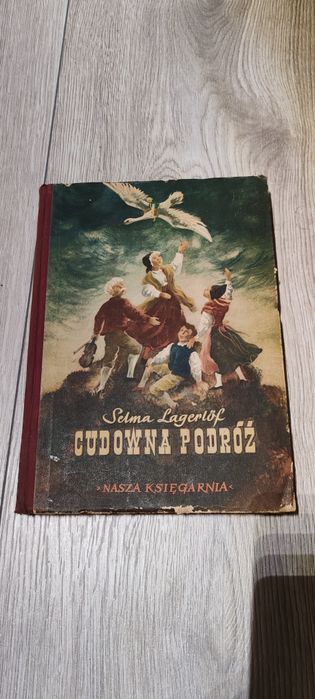 Selma Lagerlöf
CUDOWNA PODRÓŻ
›NASZA KSIĘGARNIA‹